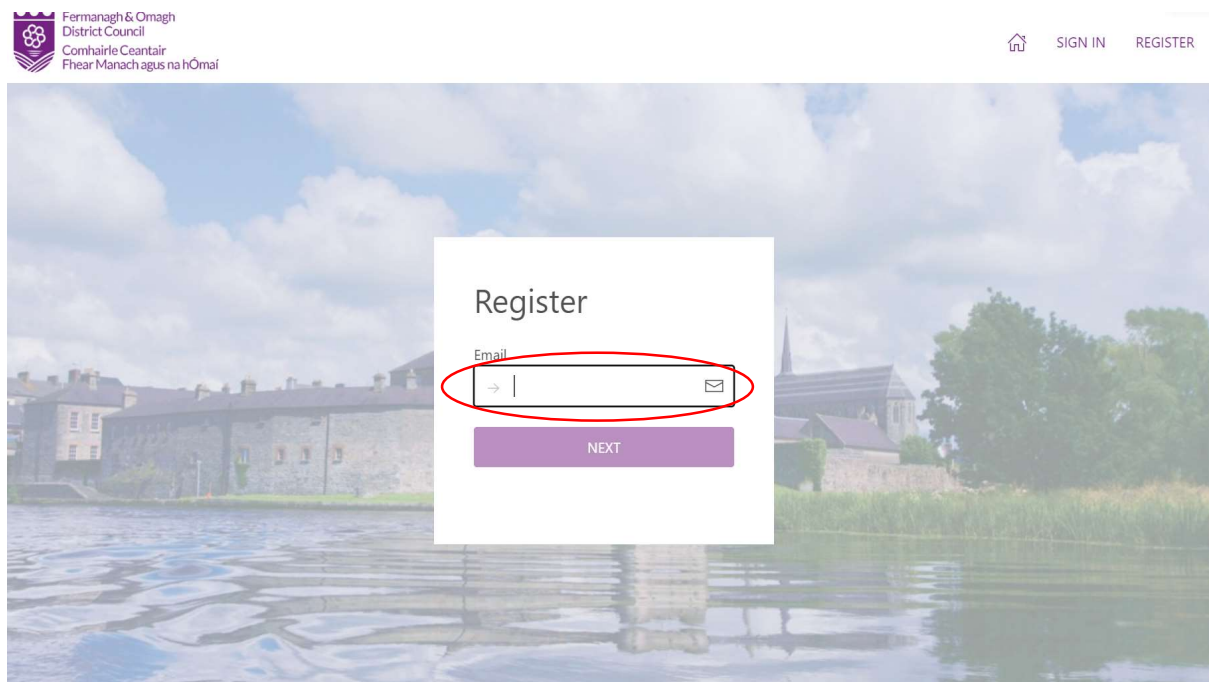 Fermanagh & Omagh
District Council
Comhairle Ceantair
Fhear Manach agus na hÓmaí
SIGN IN REGISTER
Register
Email
NEXT